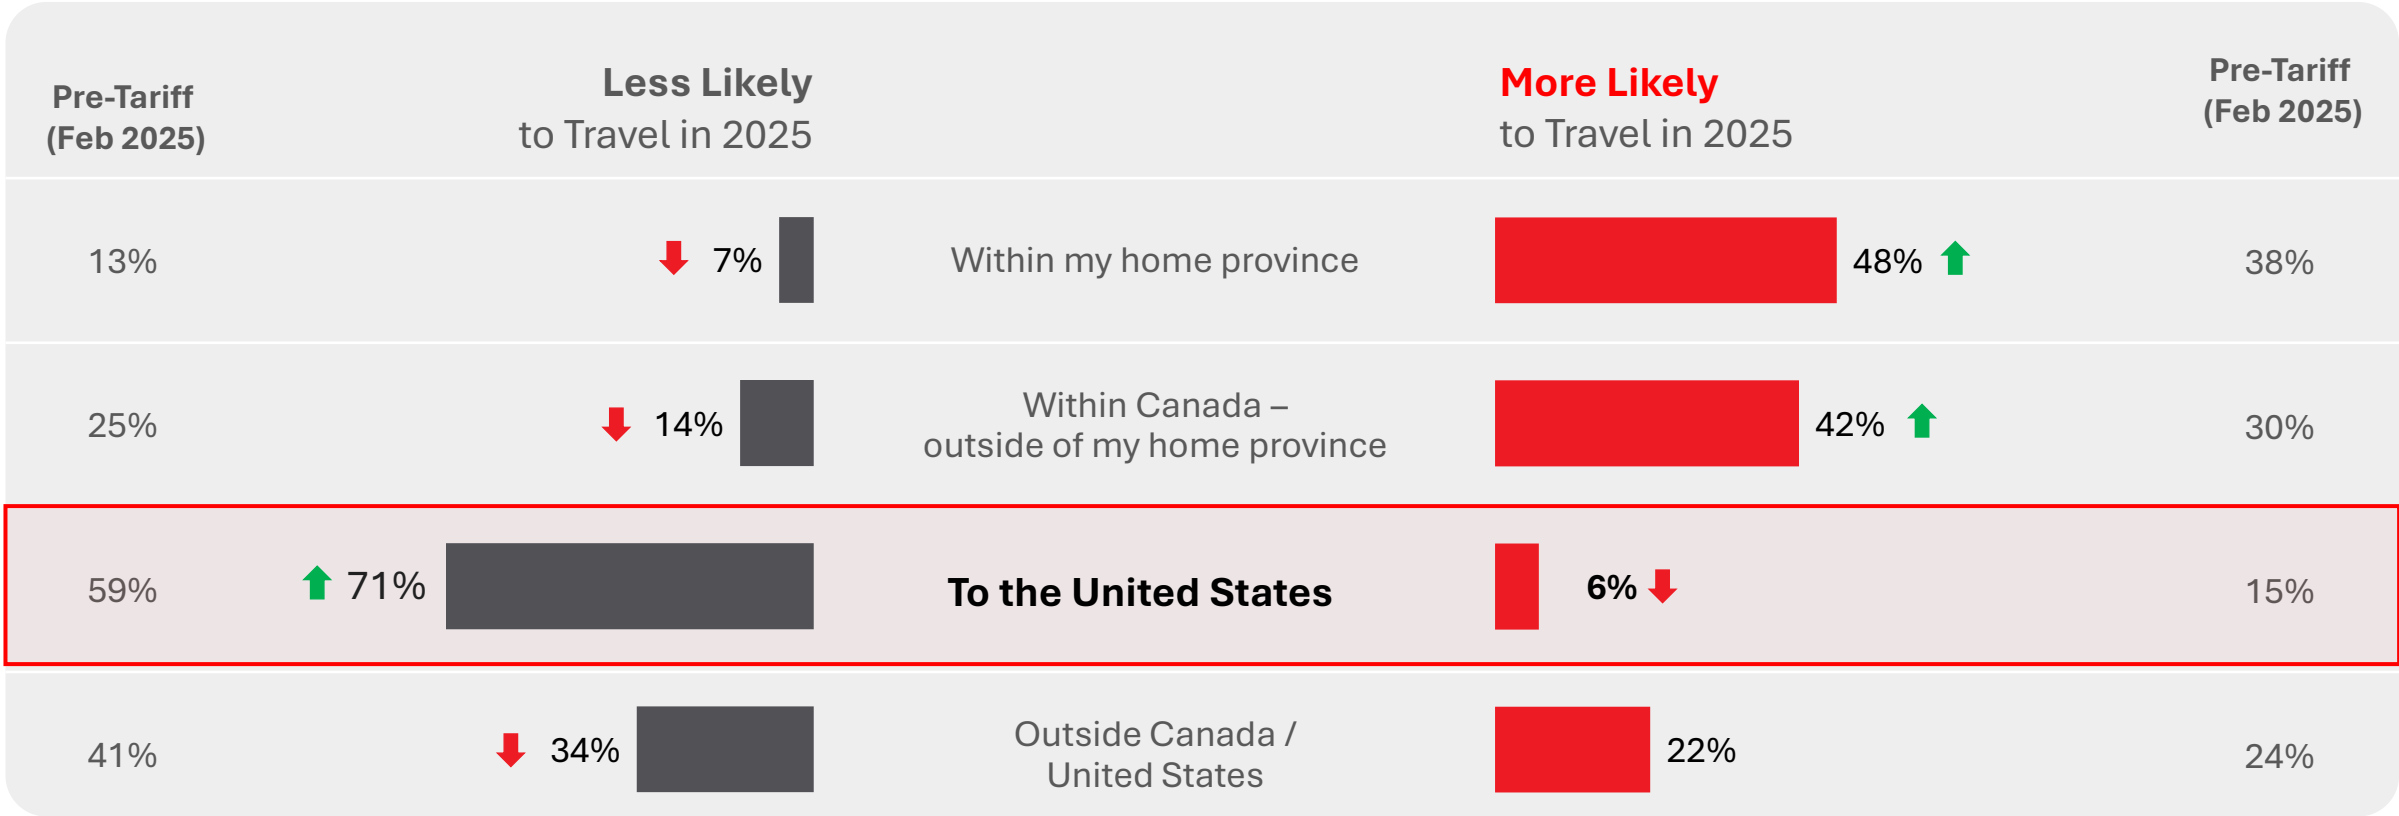 Pre-Tariff
(Feb 2025)
Less Likely
to Travel in 2025
More Likely
to Travel in 2025
Pre-Tariff
(Feb 2025)
13%
7%
Within my home province
48%
38%
25%
14%
Within Canada –
outside of my home province
42%
30%
59%
71%
To the United States
6%
15%
41%
34%
Outside Canada /
United States
22%
24%